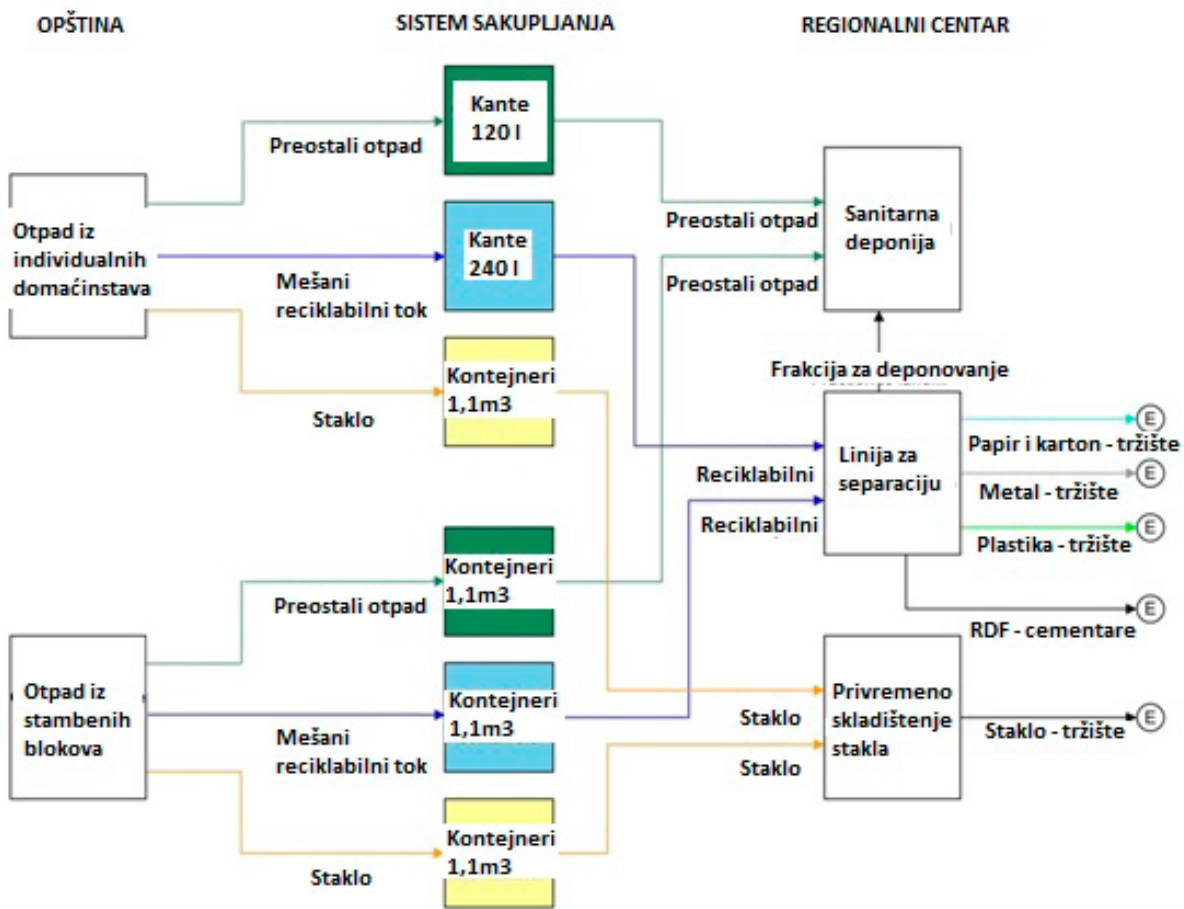 OPŠTINA
SISTEM SAKUPLJANJA
REGIONALNI CENTAR
Otpad iz
individualnih
domaćinstava
Preostali otpad
Mešani
reciklabilni tok
Staklo
Kante
120 l
Kante
240 l
Kontejneri
1,1m3
Preostali otpad
Preostali otpad
Sanitarna
deponija
Frakcija za deponovanje
Reciklabilni
Reciklabilni
Linija za
separaciju
Papir i karton - tržište
E
Metal - tržište
E
Plastika - tržište
E
RDF - cementare
E
Otpad iz
stambenih
blokova
Preostali otpad
Mešani
reciklabilni tok
Staklo
Kontejneri
1,1m3
Kontejneri
1,1m3
Kontejneri
1,1m3
Staklo
Staklo
Privremeno
skladištenje
stakla
Staklo - tržište
E